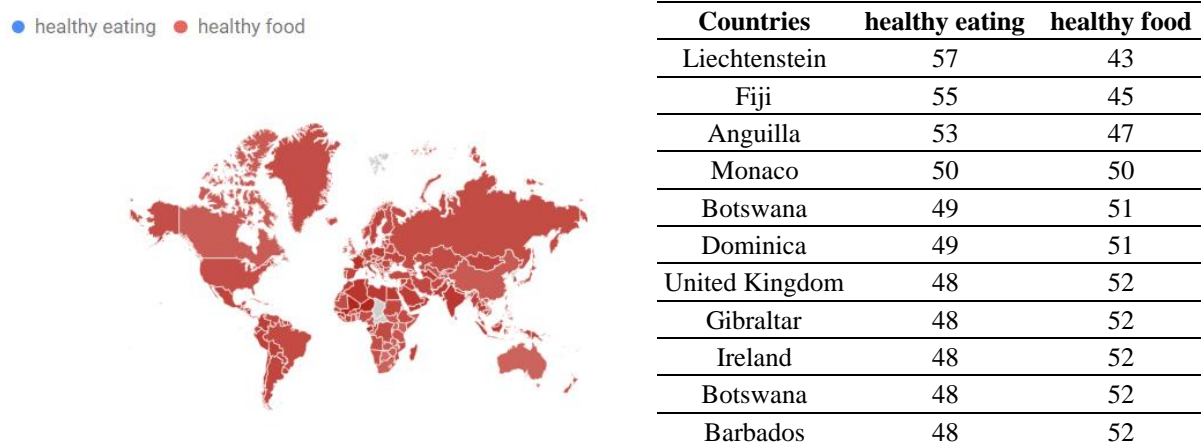 healthy eating healthy food
Countries healthy eating healthy food
Liechtenstein 57 43
Fiji 55 45
Anguilla 53 47
Monaco 50 50
Botswana 49 51
Dominica 49 51
United Kingdom 48 52
Gibraltar 48 52
Ireland 48 52
Botswana 48 52
Barbados 48 52